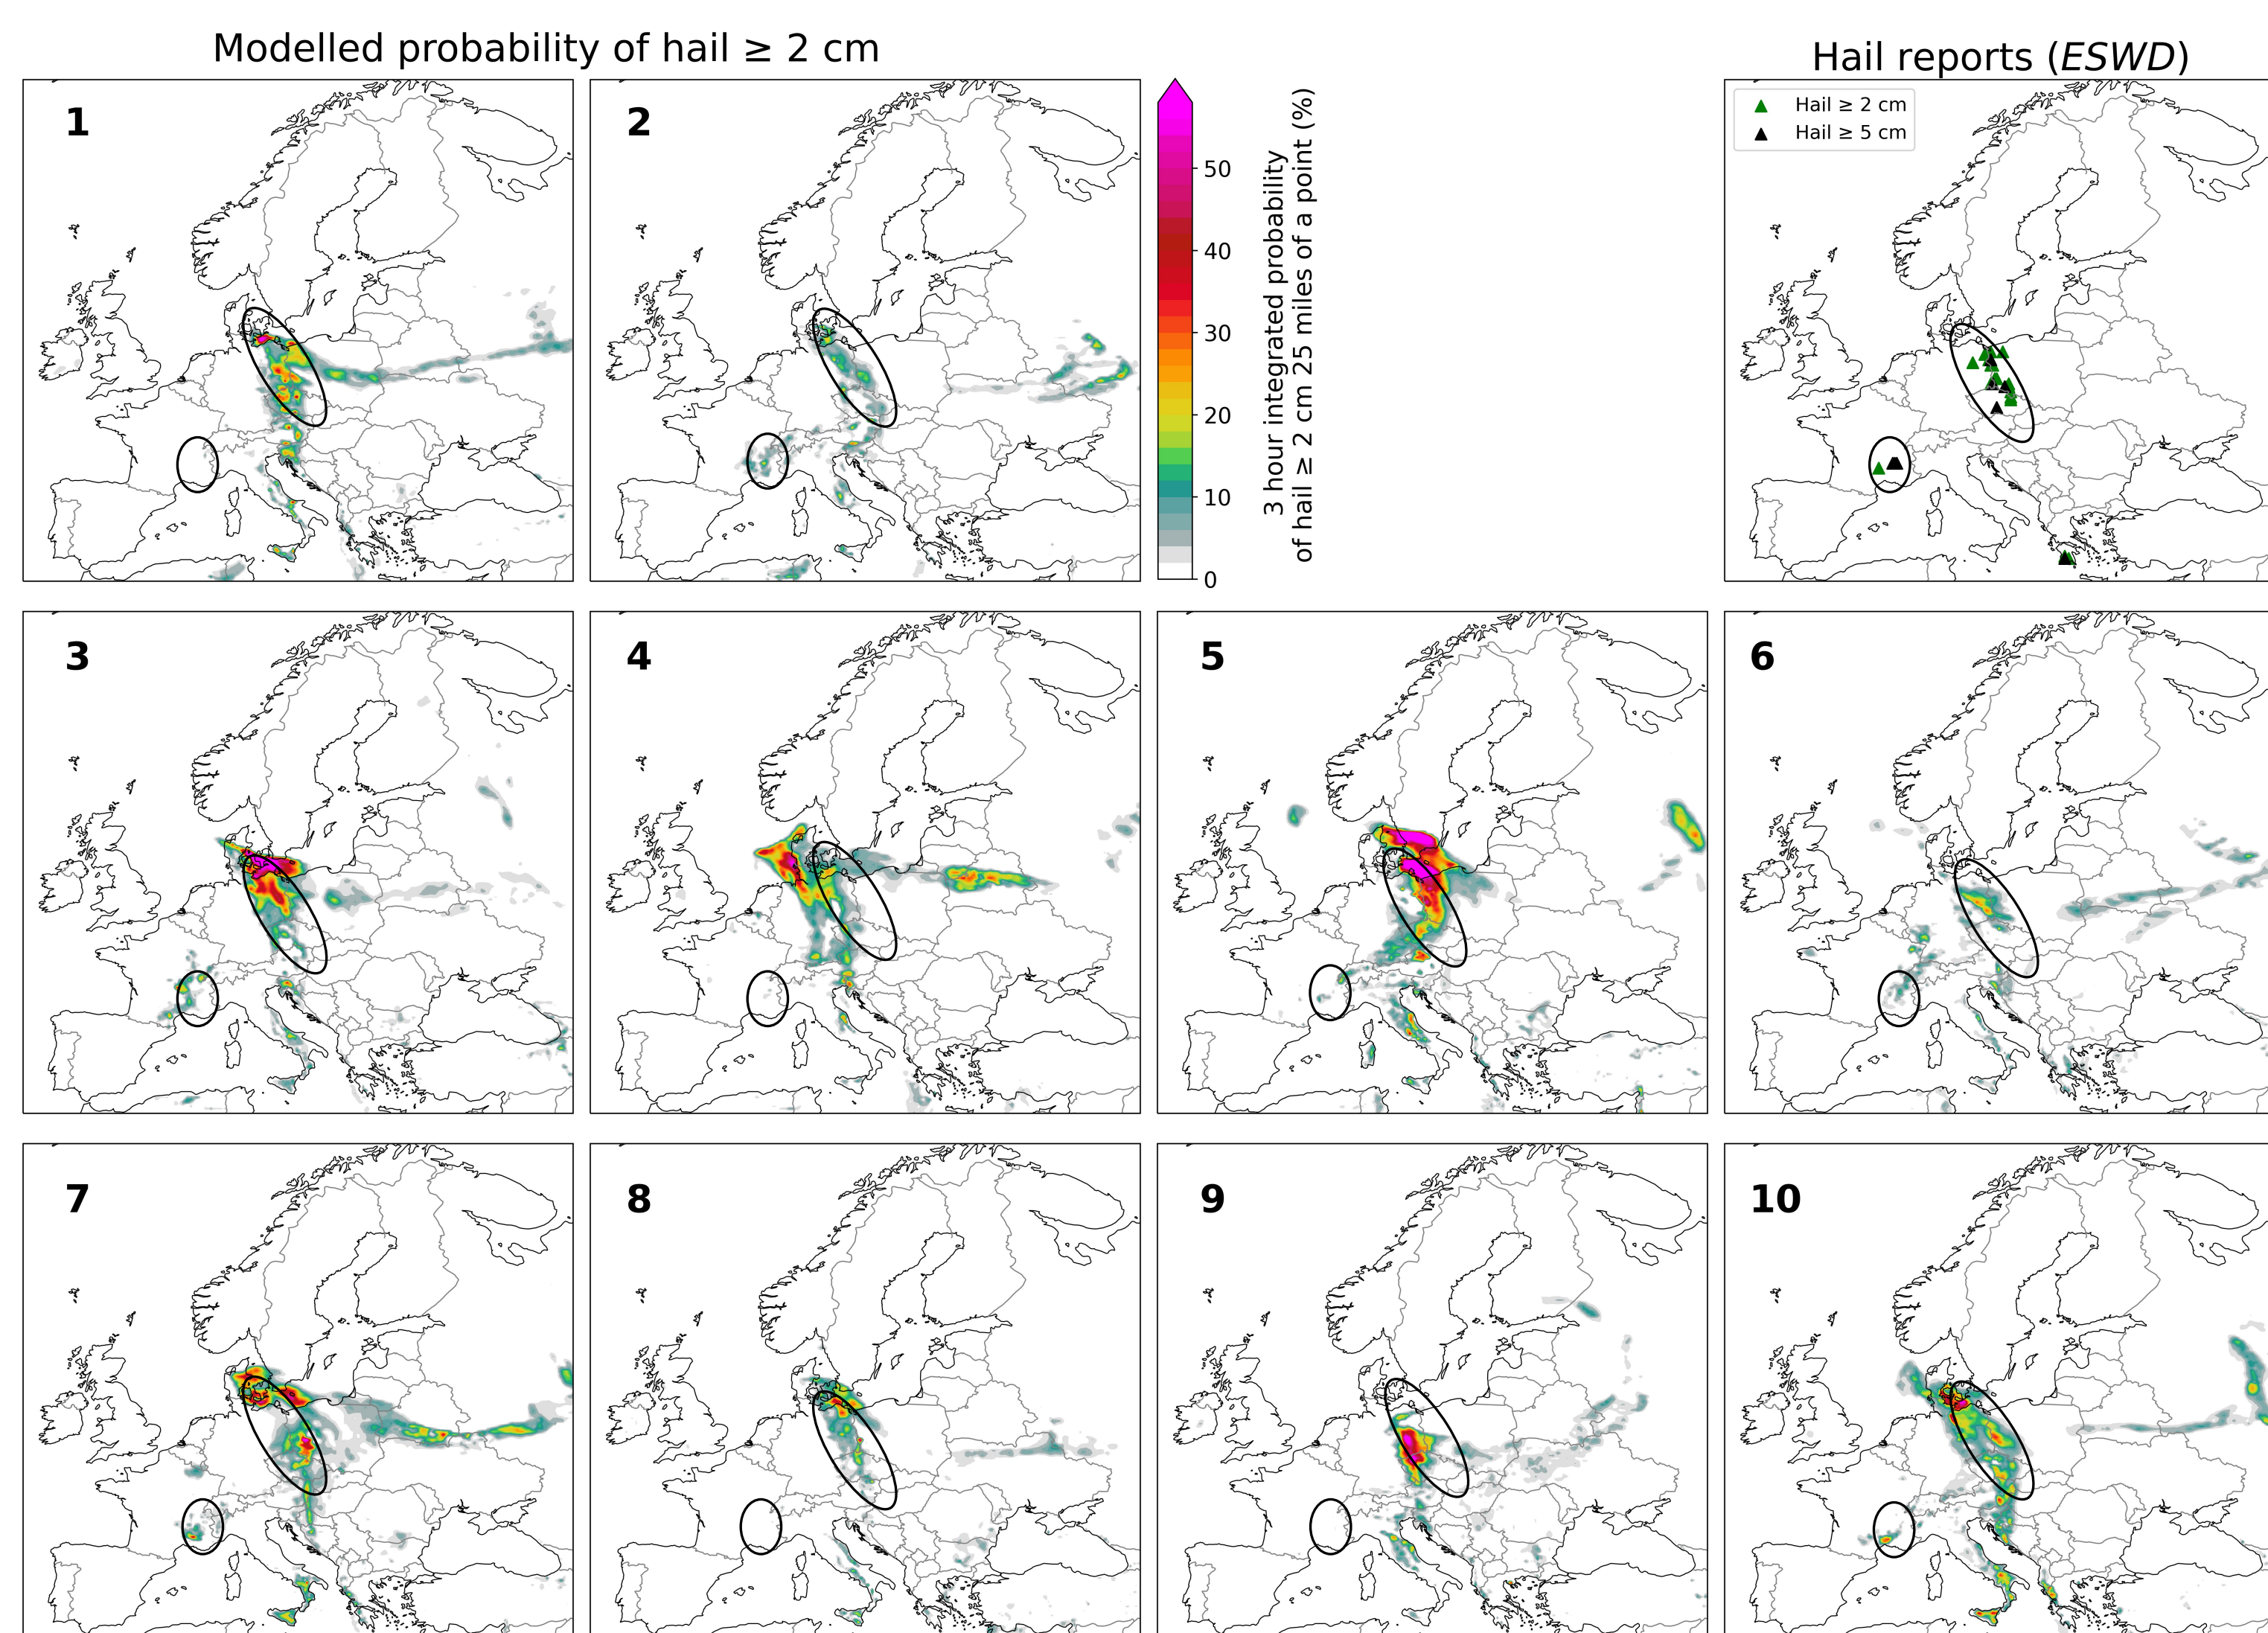 Modelled probability of hail ≥ 2 cm
Hail reports (ESWD)
1
2
50
40
30
20
10
0
3 hour integrated probability
of hail ≥ 2 cm 25 miles of a point (%)
Hail ≥ 2 cm
Hail ≥ 5 cm
3
4
5
6
7
8
9
10